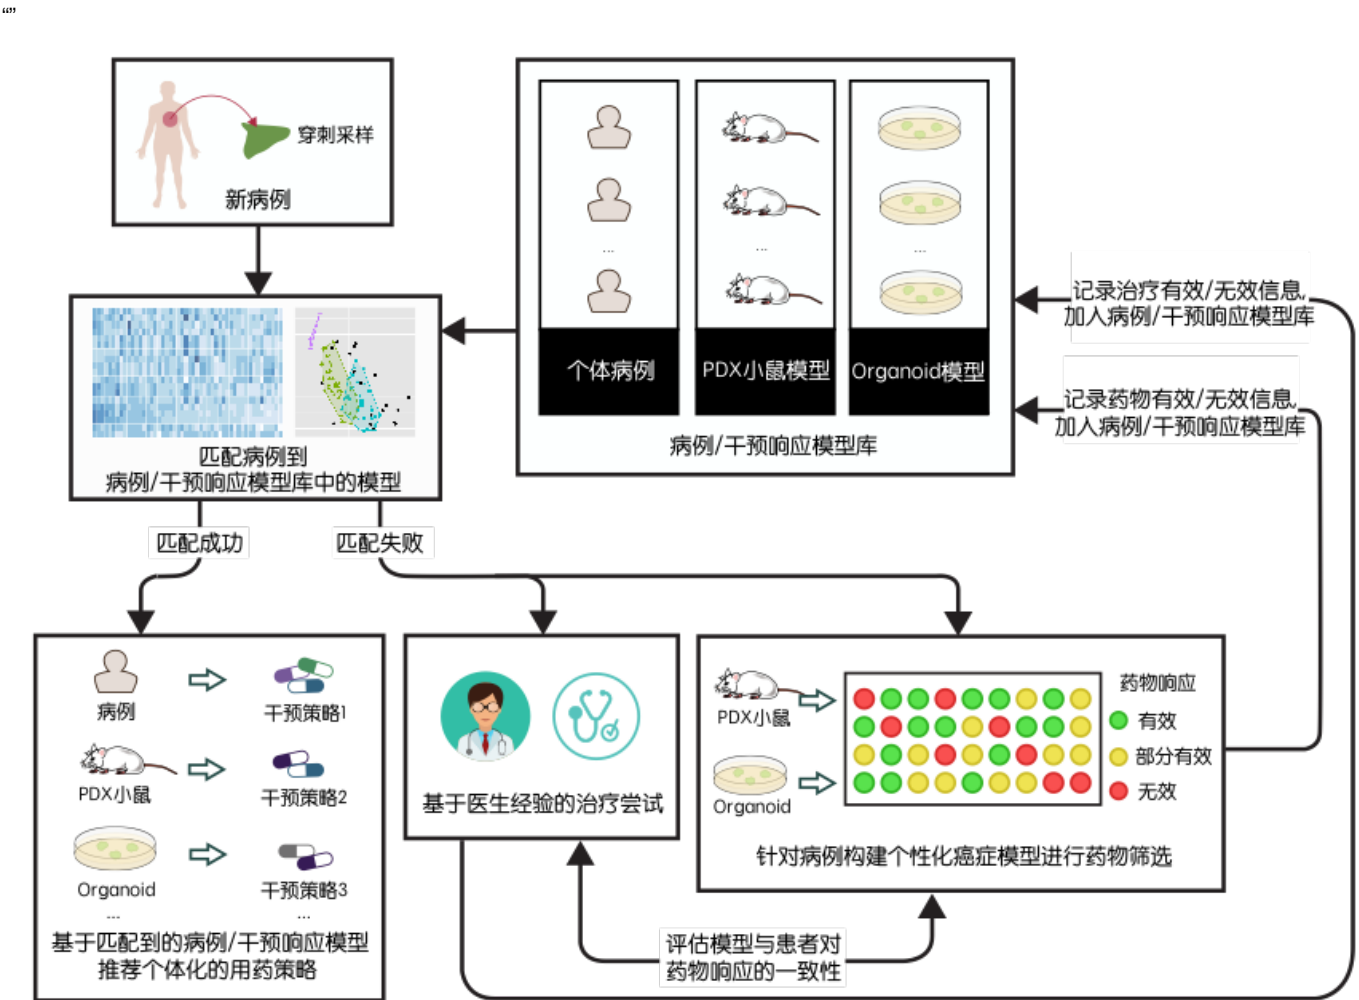 “”
穿刺采样
新病例
个体病例
PDX小鼠模型
Organoid模型
病例/干预响应模型库
记录治疗有效/无效信息,
加入病例/干预响应模型库
记录药物有效/无效信息,
加入病例/干预响应模型库
匹配病例到
病例/干预响应模型库中的模型
匹配成功
匹配失败
病例
干预策略1
PDX小鼠
干预策略2
Organoid
干预策略3
...
...
基于匹配到的病例/干预响应模型
推荐个体化的用药策略
基于医生经验的治疗尝试
PDX小鼠
Organoid
药物响应
有效
部分有效
无效
针对病例构建个性化癌症模型进行药物筛选
评估模型与患者对
药物响应的一致性